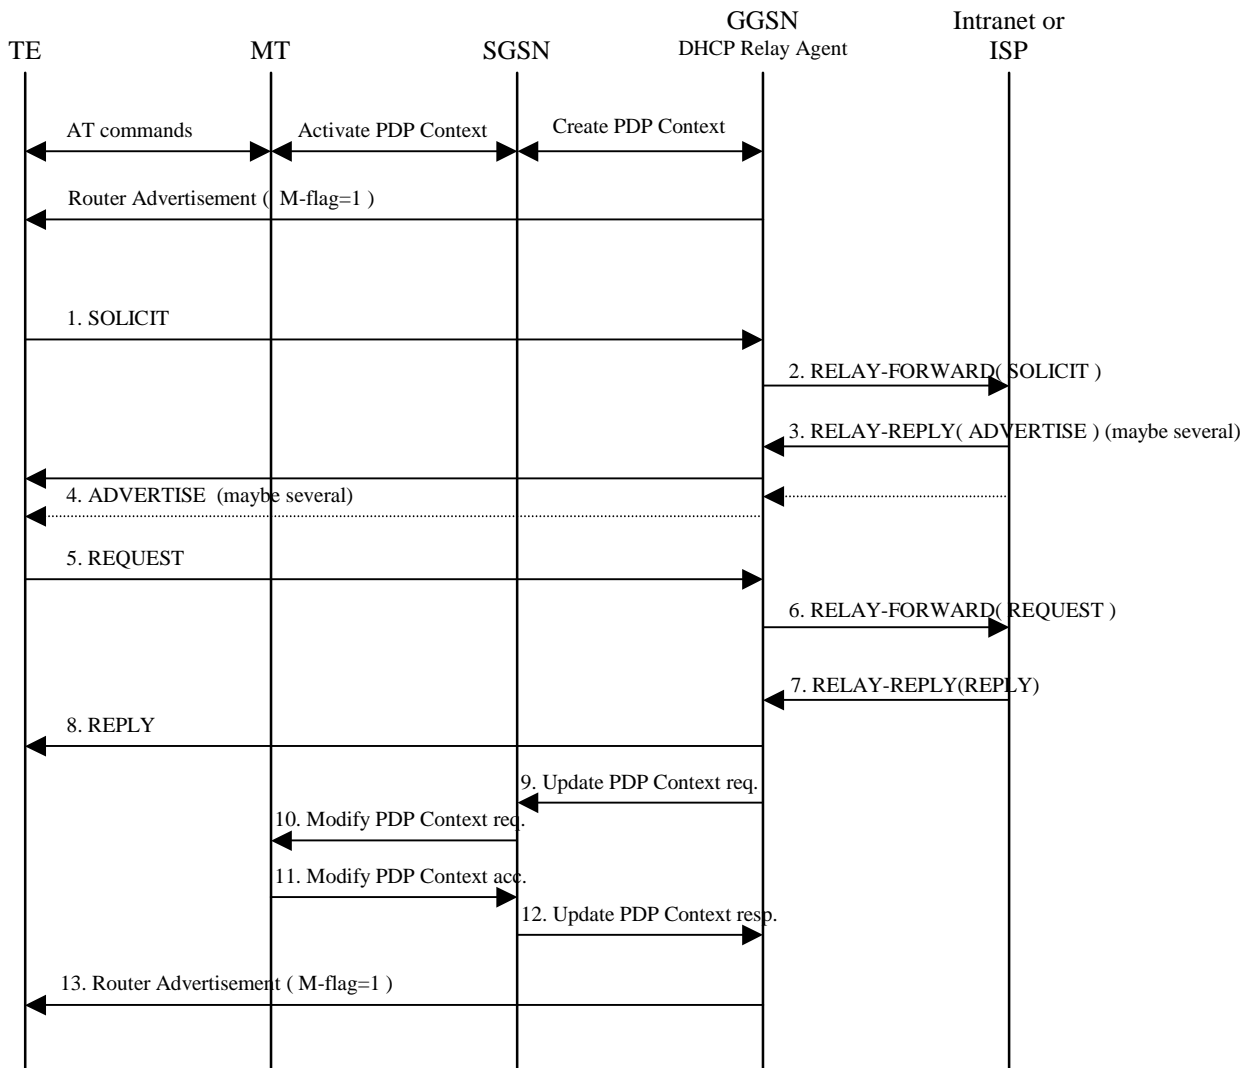 GGSN
Intranet or
TE
MT
SGSN
DHCP Relay Agent
ISP
AT commands
Activate PDP Context
Create PDP Context
Router Advertisement ( M-flag=1 )
1. SOLICIT
2. RELAY-FORWARD( SOLICIT )
3. RELAY-REPLY( ADVERTISE ) (maybe several)
4. ADVERTISE (maybe several)
5. REQUEST
6. RELAY-FORWARD( REQUEST )
7. RELAY-REPLY(REPLY)
8. REPLY
9. Update PDP Context req.
10. Modify PDP Context req.
11. Modify PDP Context acc.
12. Update PDP Context resp.
13. Router Advertisement ( M-flag=1 )